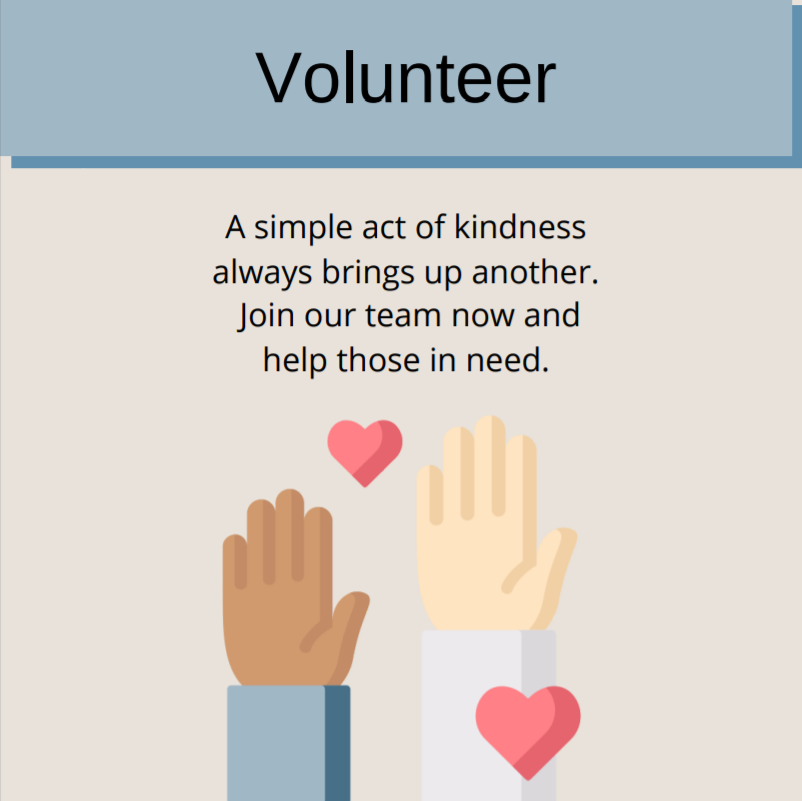 Volunteer
A simple act of kindness
always brings up another.
Join our team now and
help those in need.